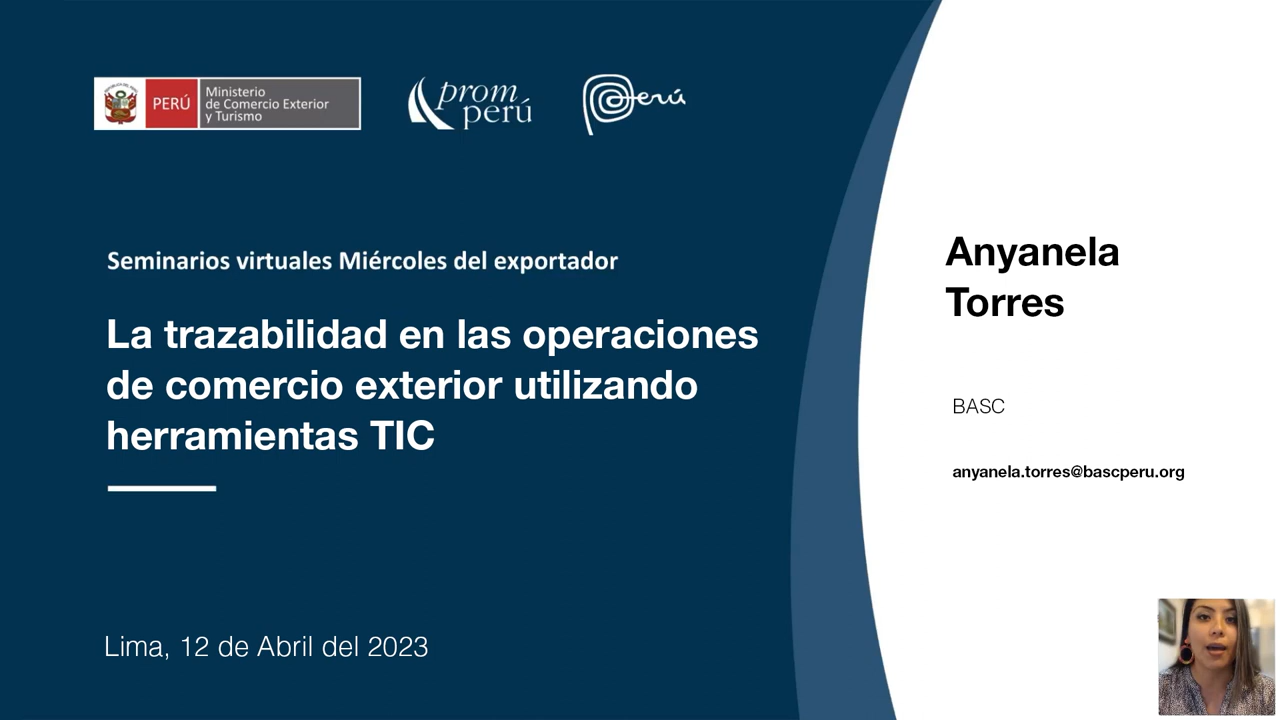 PERÚ
Ministerio
de Comercio Exterior
y Turismo
prom
perú
Perú
Seminarios virtuales Miércoles del exportador
La trazabilidad en las operaciones
de comercio exterior utilizando
herramientas TIC
Lima, 12 de Abril del 2023
Anyanela
Torres
BASC
anyanela.torres@bascperu.org